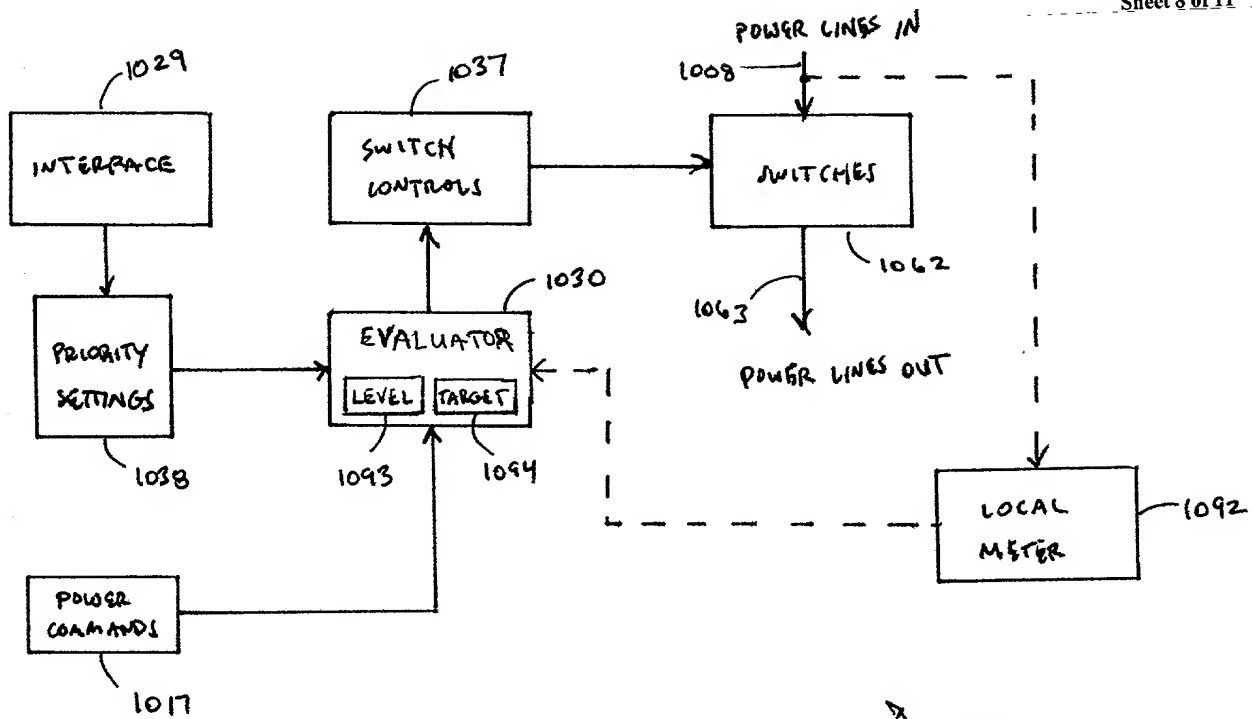 Sheet 8 of 11
POWER LINES IN
1029
1037
1008
INTERFACE
SWITCH
CONTROLS
SWITCHES
1062
1030
1063
PRIORITY
SETTINGS
EVALUATOR
LEVEL
TARGET
POWER LINES OUT
1038
1093
1094
LOCAL
METER
1092
POWER
COMMANDS
1017